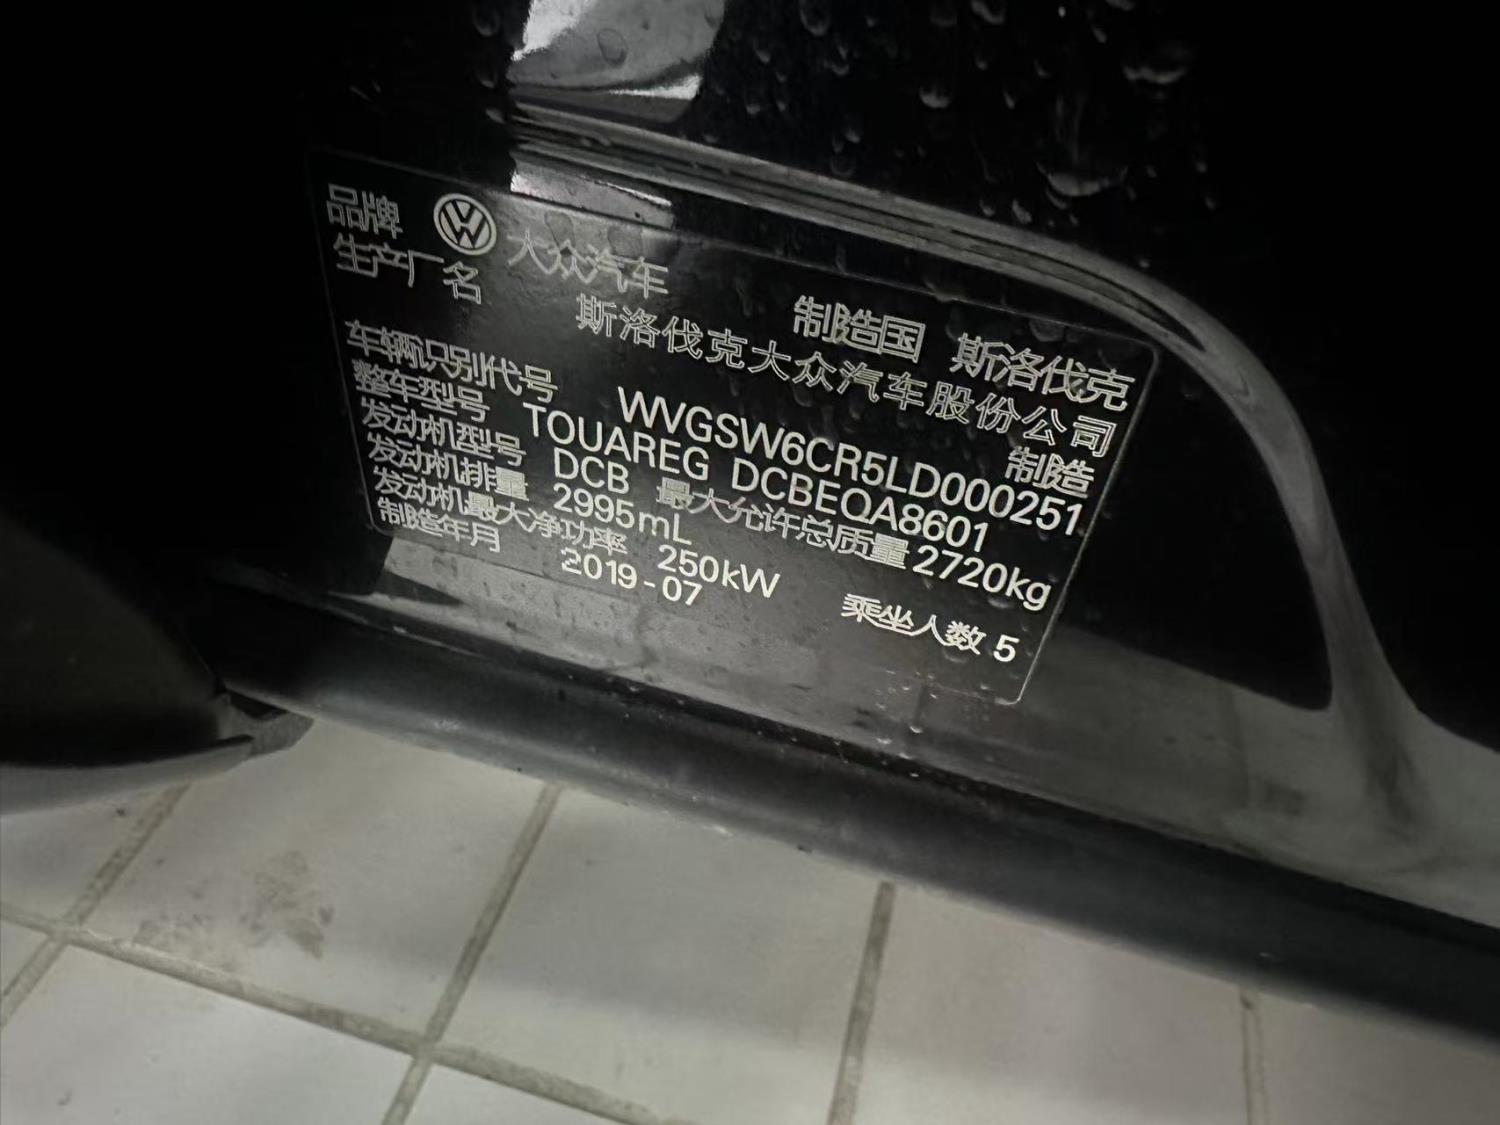 品牌 大众汽车 制造国 斯洛伐克
生产厂名 斯洛伐克大众汽车股份公司
制造
车辆识别代号 WVGSW6CR5LD000251
整车型号 TOUAREG DCBEQA8601
发动机型号 DCB 最大允许总质量 2720kg
发动机排量 2995mL
发动机最大净功率 250kW 乘坐人数 5
制造年月 2019-07